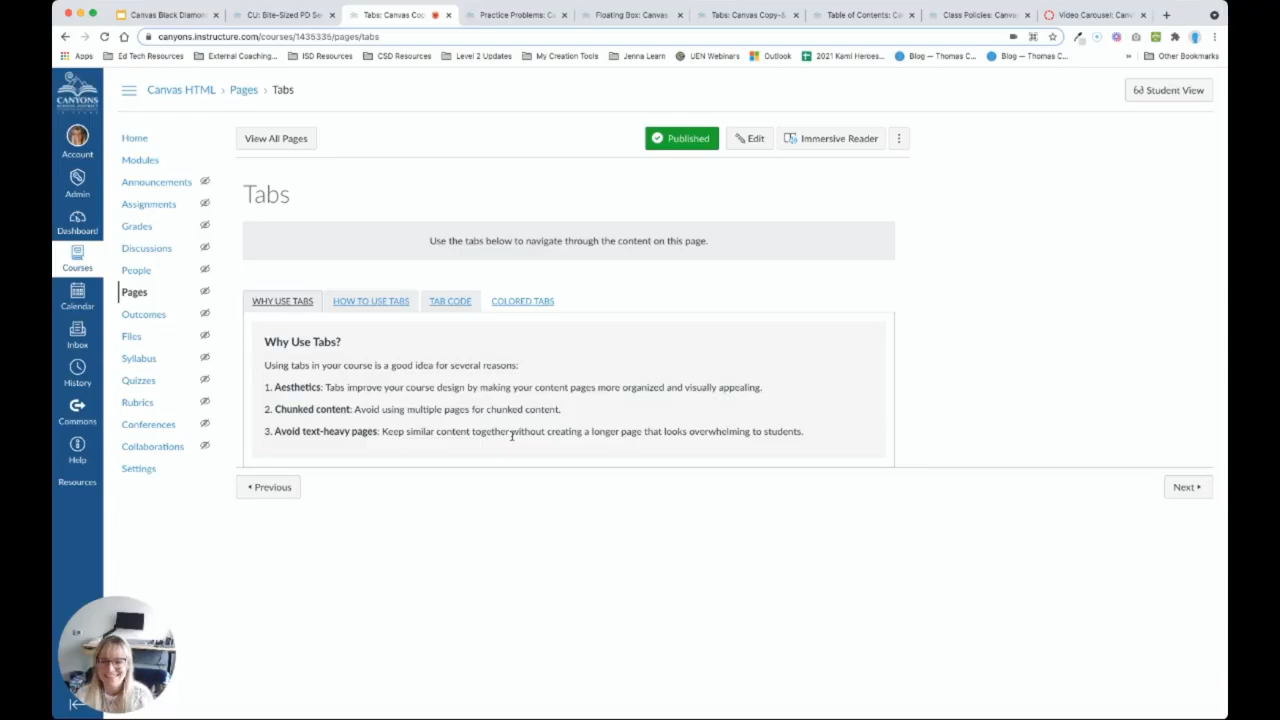 Canvas Black Diamon
CU: Bite-Sized PD Se
Tabs: Canvas Cop
Practice Problems: C
Floating Box: Canvas
Tabs: Canvas Copy-&
Table of Contents: Ca
Class Policies: Canva
Video Carousel: Canv
canyons.instructure.com/courses/1435335/pages/tabs
Apps
Ed Tech Resources
External Coaching...
ISD Resources
CSD Resources
Level 2 Updates
My Creation Tools
Jenna Learn
UEN Webinars
Outlook
2021 Kami Heroes...
Blog — Thomas C...
Blog — Thomas C...
»
Other Bookmarks
CANYONS
Canvas HTML › Pages › Tabs
Student View
Account
Admin
Dashboard
Courses
Calendar
Inbox
History
Commons
Help
Resources
Home
Modules
Announcements
Assignments
Grades
Discussions
People
Pages
Outcomes
Files
Syllabus
Quizzes
Rubrics
Conferences
Collaborations
Settings
View All Pages
Published
Edit
Immersive Reader
Tabs
Use the tabs below to navigate through the content on this page.
WHY USE TABS
HOW TO USE TABS
TAB CODE
COLORED TABS
Why Use Tabs?
Using tabs in your course is a good idea for several reasons:
1. Aesthetics: Tabs improve your course design by making your content pages more organized and visually appealing.
2. Chunked content: Avoid using multiple pages for chunked content.
3. Avoid text-heavy pages: Keep similar content together without creating a longer page that looks overwhelming to students.
Previous
Next